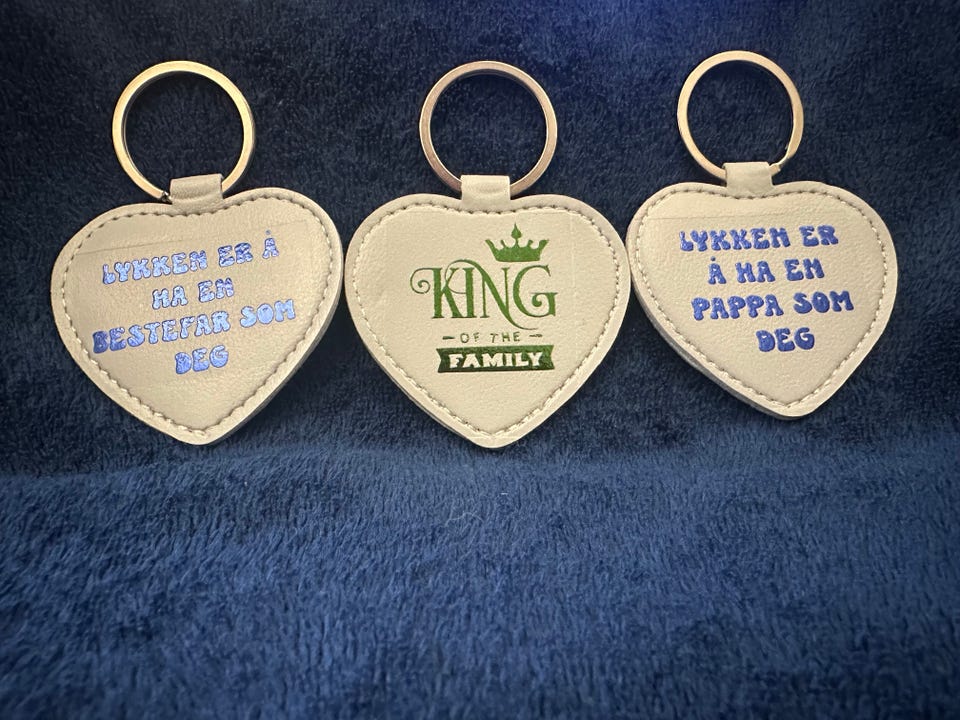 LYKKEN ER Å
HA EN
BESTEFAR SOM
DEG
KING
OF THE
FAMILY
LYKKEN ER
Å HA EN
PAPPA SOM
DEG